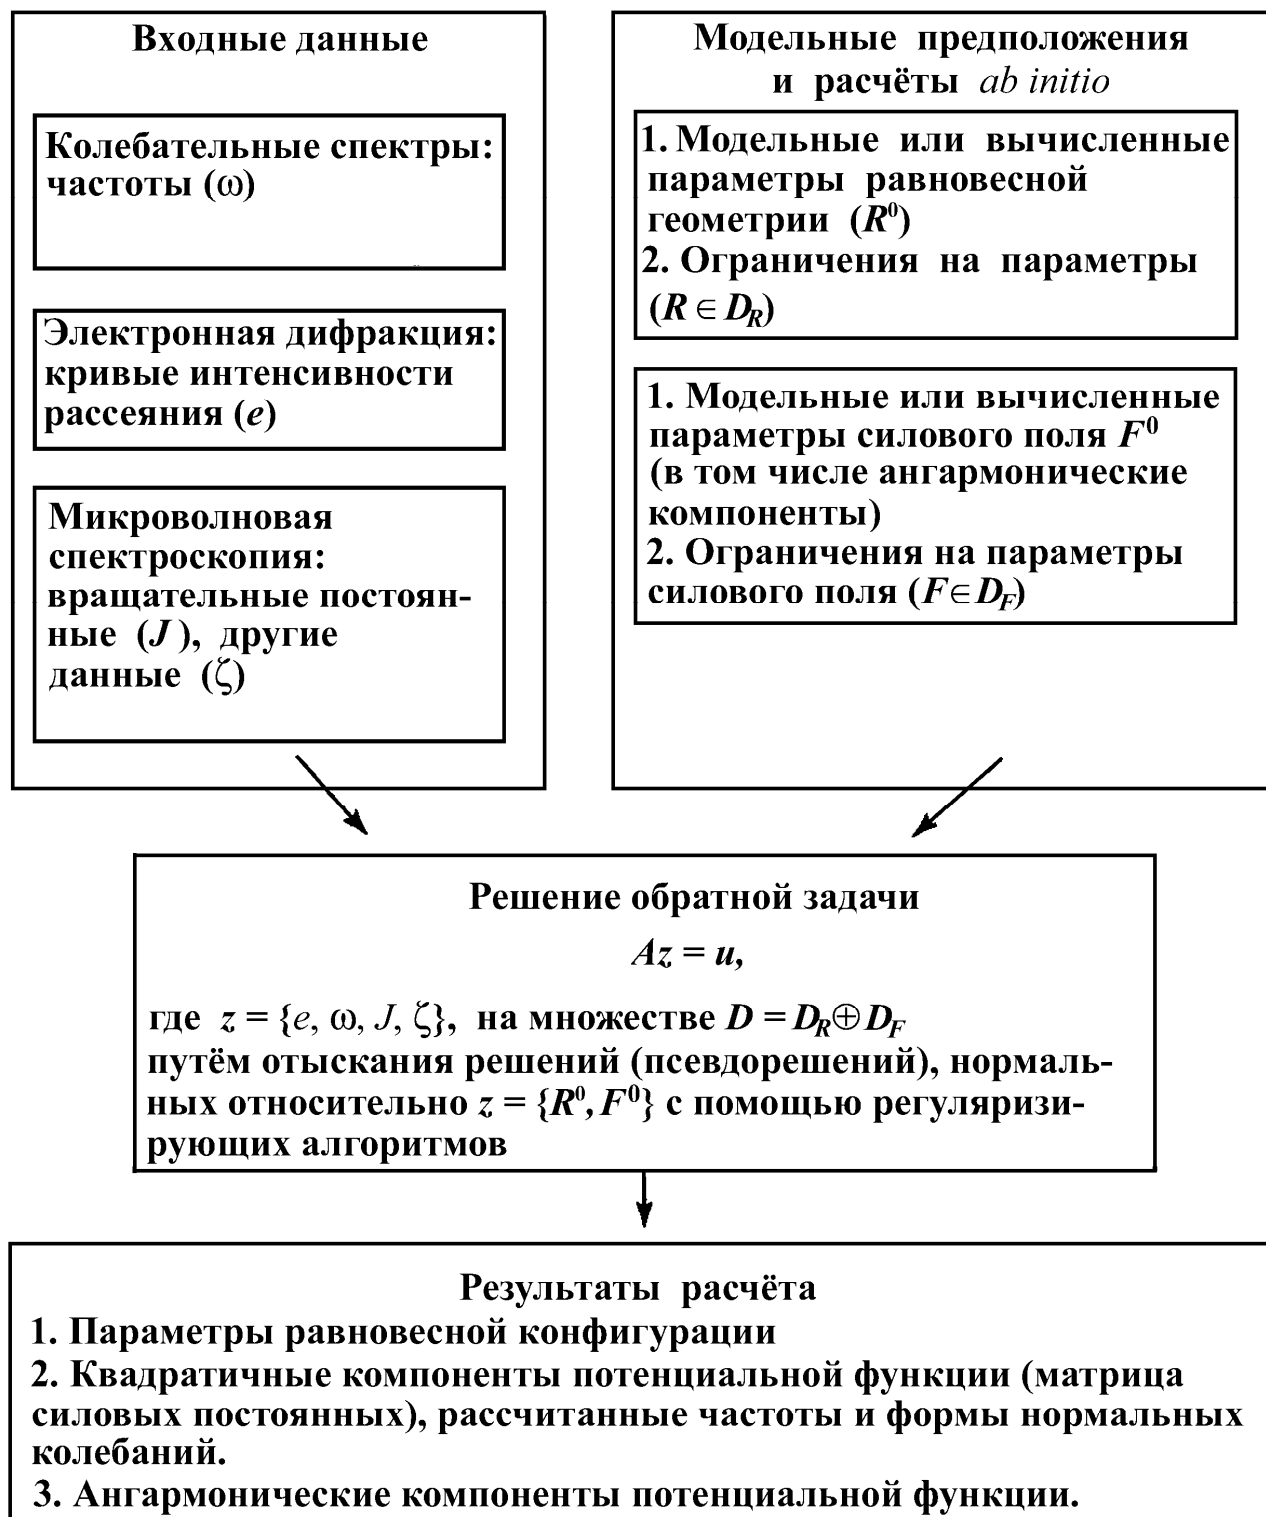 Входные данные
Колебательные спектры:
частоты (ω)
Электронная дифракция:
кривые интенсивности
рассеяния (e)
Микроволновая
спектроскопия:
вращательные постоян-
ные (J), другие
данные (ζ)
Модельные предположения
и расчёты ab initio
1. Модельные или вычисленные
параметры равновесной
геометрии (R⁰)
2. Ограничения на параметры
(R ∈ D_R)
1. Модельные или вычисленные
параметры силового поля F⁰
(в том числе ангармонические
компоненты)
2. Ограничения на параметры
силового поля (F∈D_F)
Решение обратной задачи
Az = u,
где z = {e, ω, J, ζ}, на множестве D = D_R⊕D_F
путём отыскания решений (псевдорешений), нормаль-
ных относительно z = {R⁰, F⁰} с помощью регуляризи-
рующих алгоритмов
Результаты расчёта
1. Параметры равновесной конфигурации
2. Квадратичные компоненты потенциальной функции (матрица
силовых постоянных), рассчитанные частоты и формы нормальных
колебаний.
3. Ангармонические компоненты потенциальной функции.